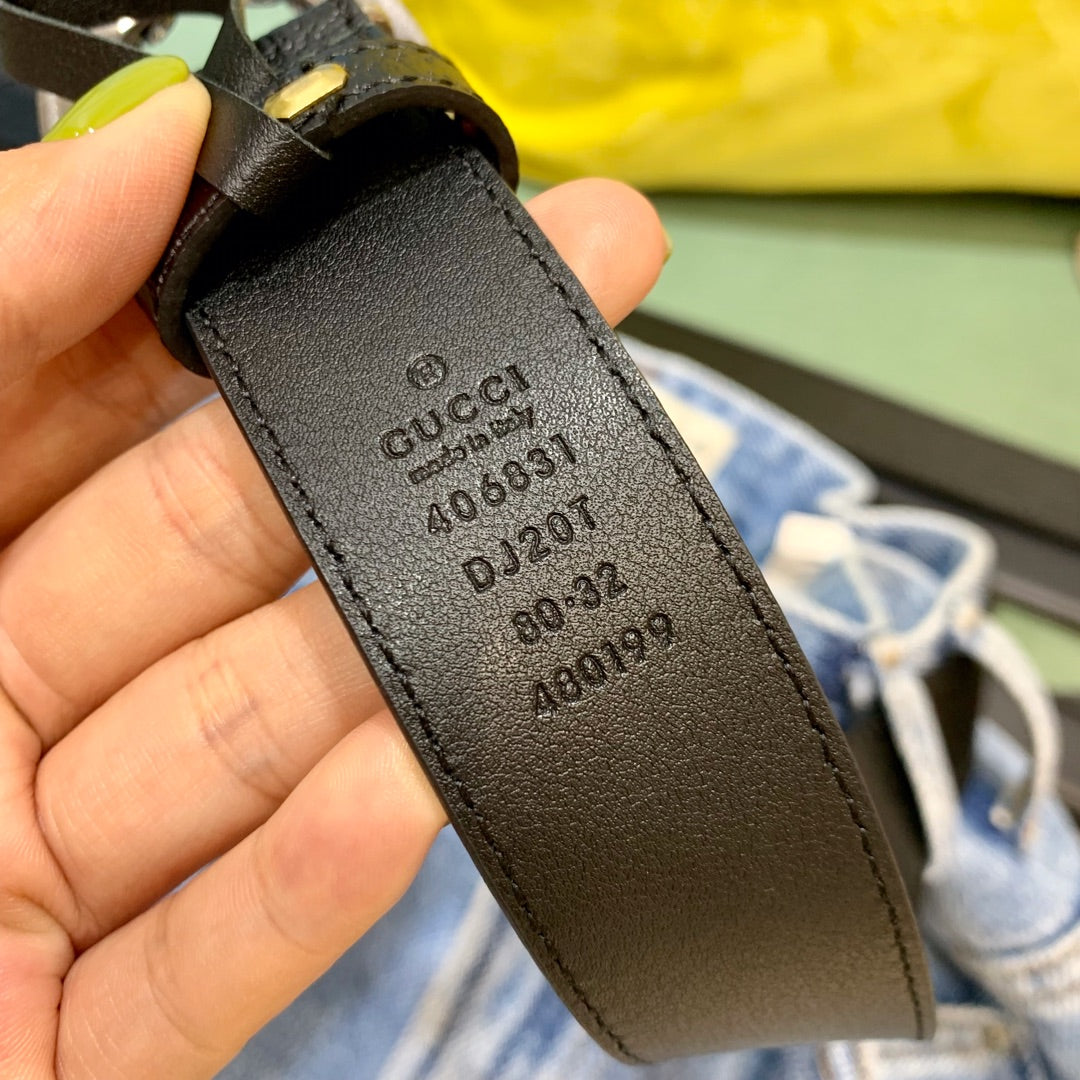 GUCCI
made in italy
406831
DJ20T
80·32
480199